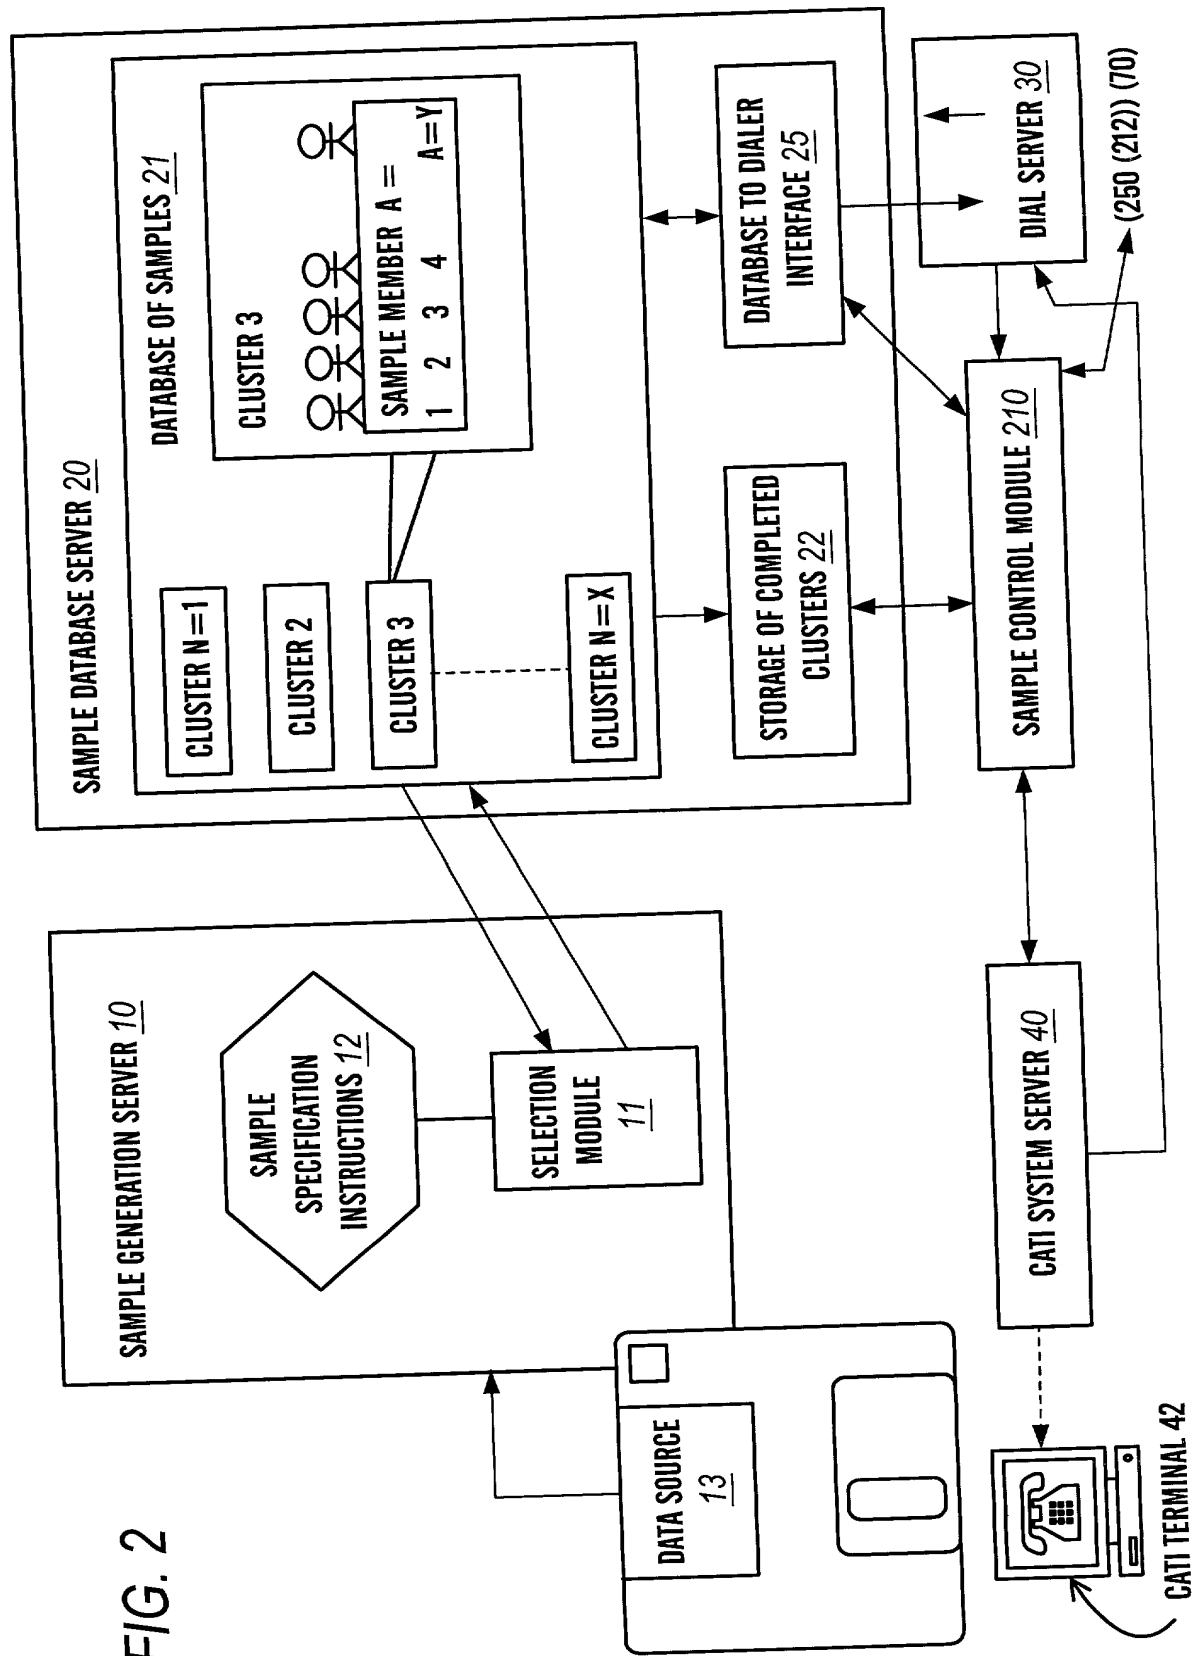 FIG. 2
SAMPLE GENERATION SERVER 10
SAMPLE
SPECIFICATION
INSTRUCTIONS 12
SELECTION
MODULE
11
DATA SOURCE
13
SAMPLE DATABASE SERVER 20
DATABASE OF SAMPLES 21
CLUSTER N=1
CLUSTER 2
CLUSTER 3
CLUSTER N=X
CLUSTER 3
SAMPLE MEMBER A =
1 2 3 4 A=Y
STORAGE OF COMPLETED
CLUSTERS 22
DATABASE TO DIALER
INTERFACE 25
DIAL SERVER 30
SAMPLE CONTROL MODULE 210
(250 (212)) (70)
CATI SYSTEM SERVER 40
CATI TERMINAL 42